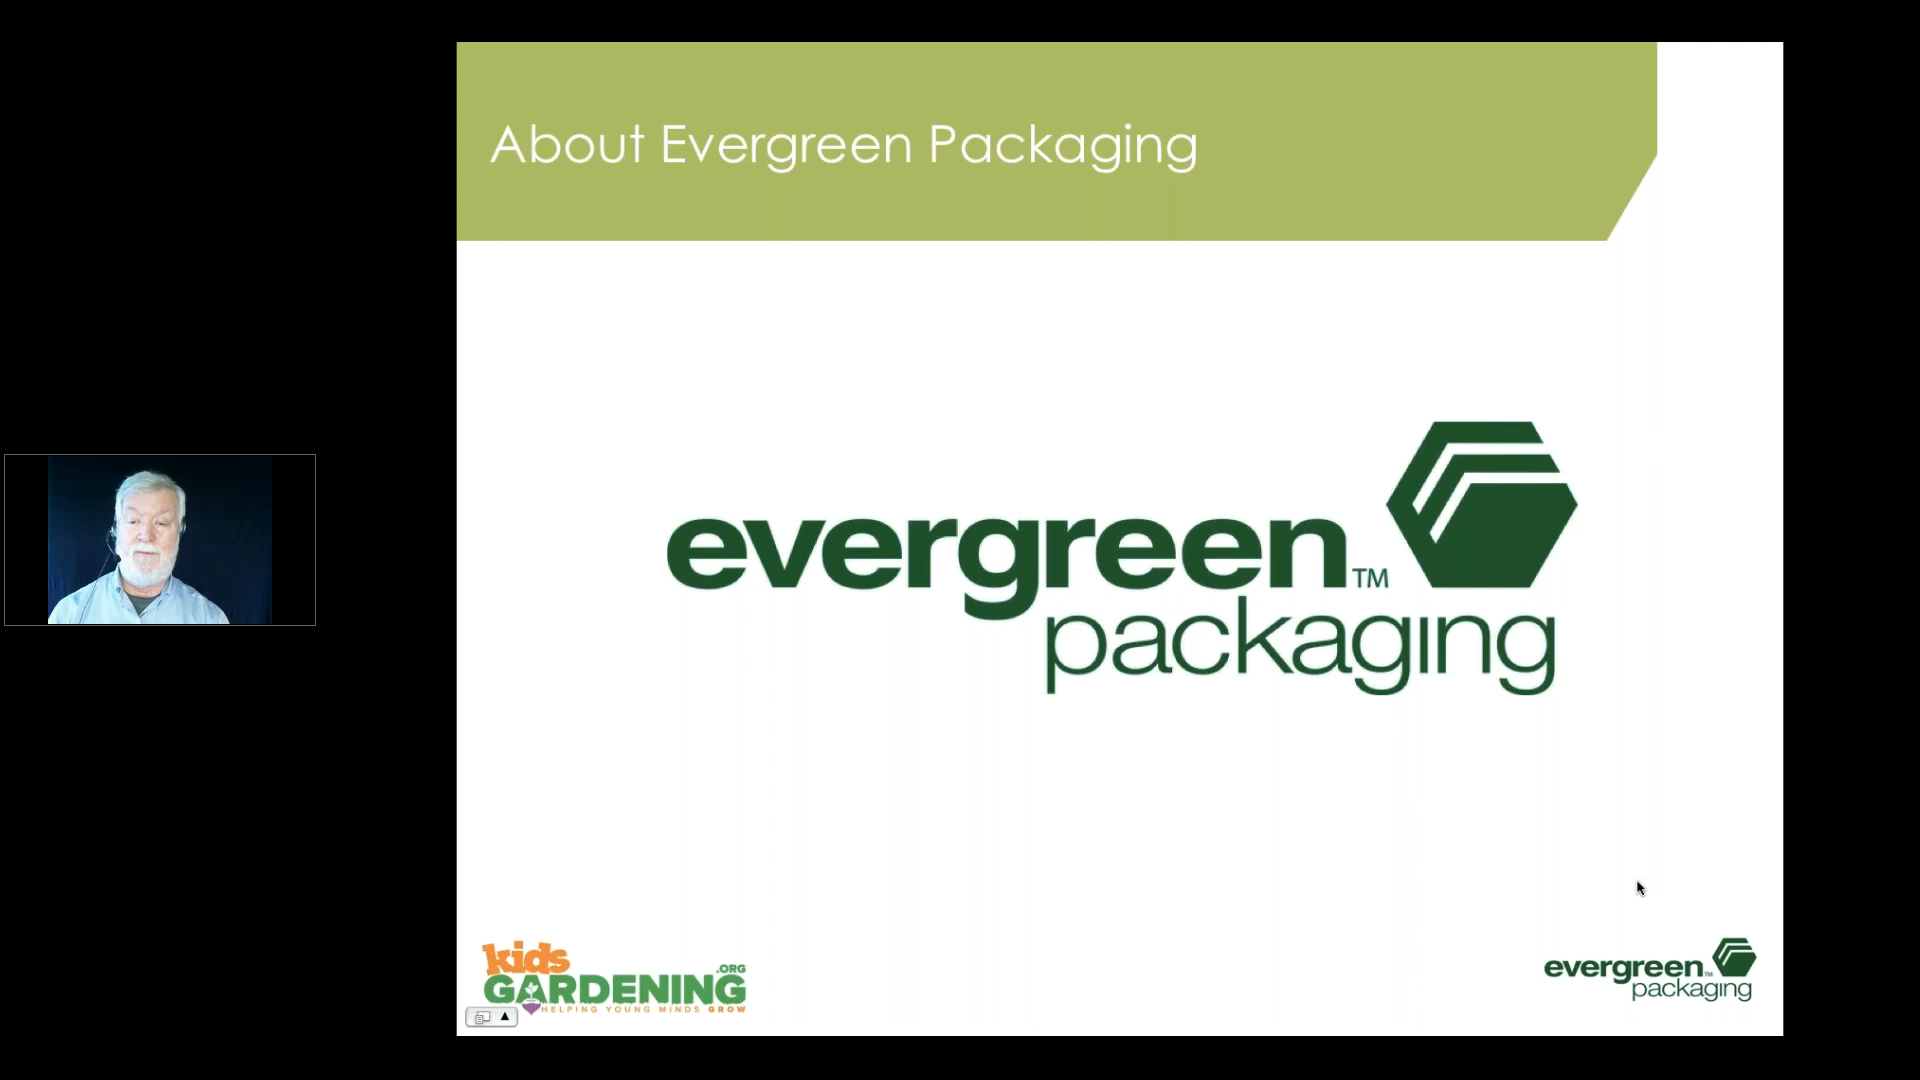 About Evergreen Packaging
evergreen™
packaging
kids
GARDENING.ORG
HELPING YOUNG MINDS GROW
evergreen™
packaging